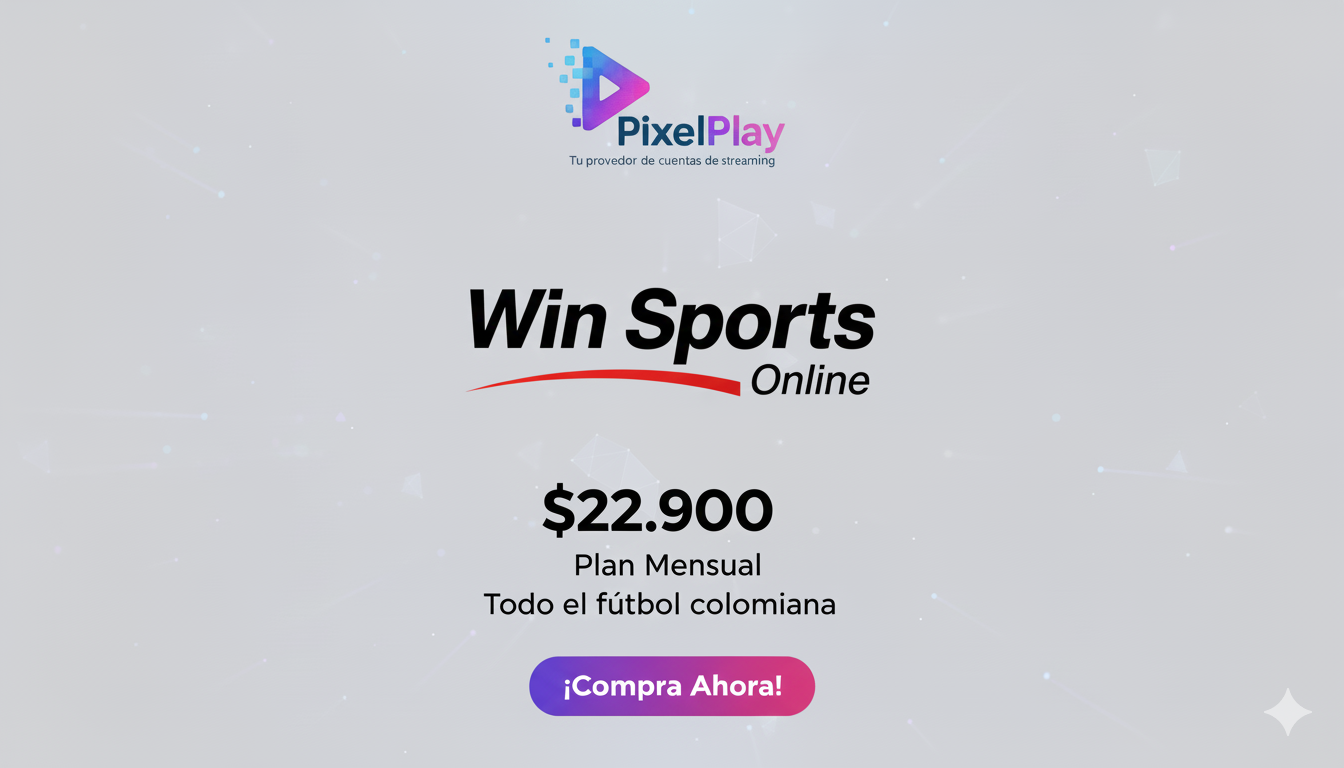 PixelPlay
Tu provedor de cuentas de streaming
Win Sports
Online
$22.900
Plan Mensual
Todo el fútbol colomiana
¡Compra Ahora!